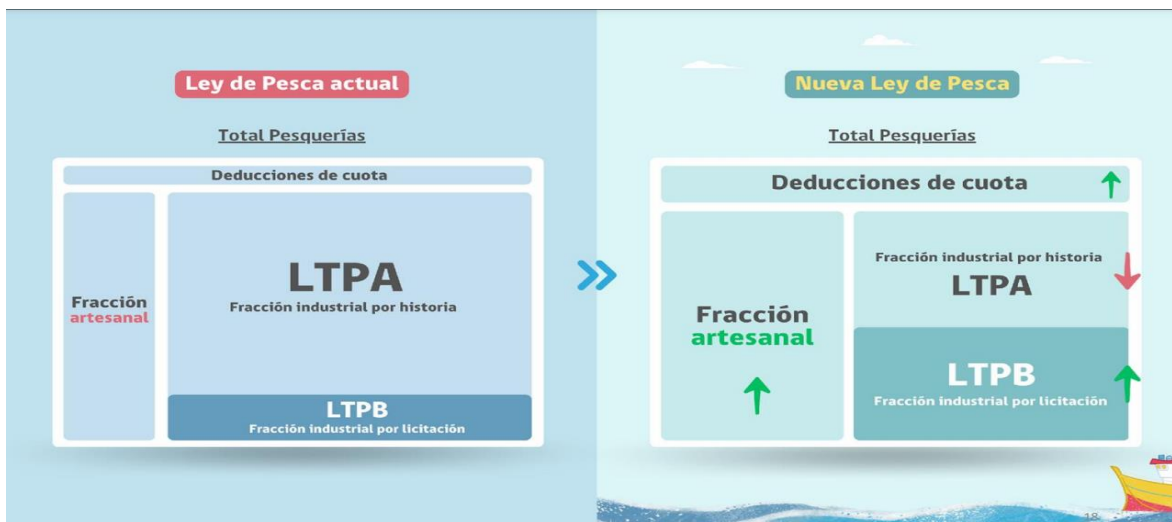 Ley de Pesca actual
Total Pesquerías
Deducciones de cuota
Fracción
artesanal
LTPA
Fracción industrial por historia
LTPB
Fracción industrial por licitación
Nueva Ley de Pesca
Total Pesquerías
Deducciones de cuota
Fracción
artesanal
Fracción industrial por historia
LTPA
LTPB
Fracción industrial por licitación
18